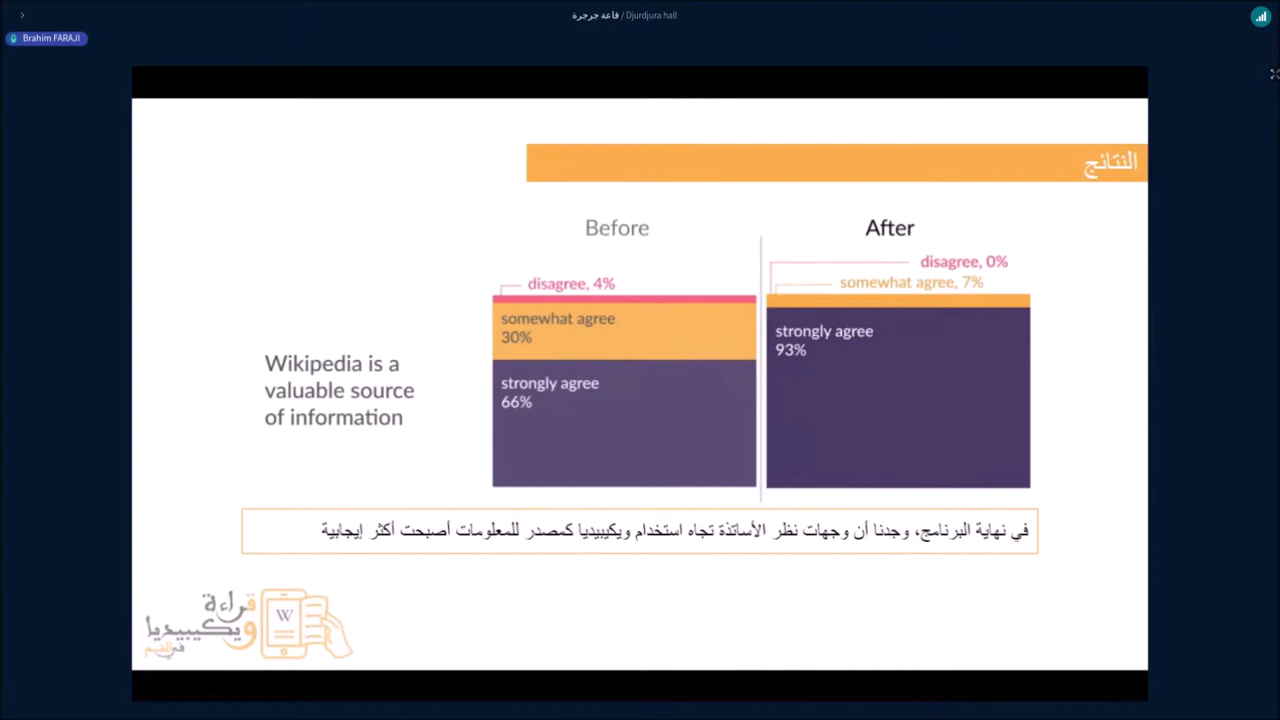 قاعة جرجرة / Djurdjura hall
Brahim FARAJI
النتائج
Before
After
disagree, 4%
somewhat agree
30%
strongly agree
66%
disagree, 0%
somewhat agree, 7%
strongly agree
93%
Wikipedia is a
valuable source
of information
في نهاية البرنامج، وجدنا أن وجهات نظر الأساتذة تجاه استخدام ويكيبيديا كمصدر للمعلومات أصبحت أكثر إيجابية
قراءة
ويكيبيديا
في القسم
W